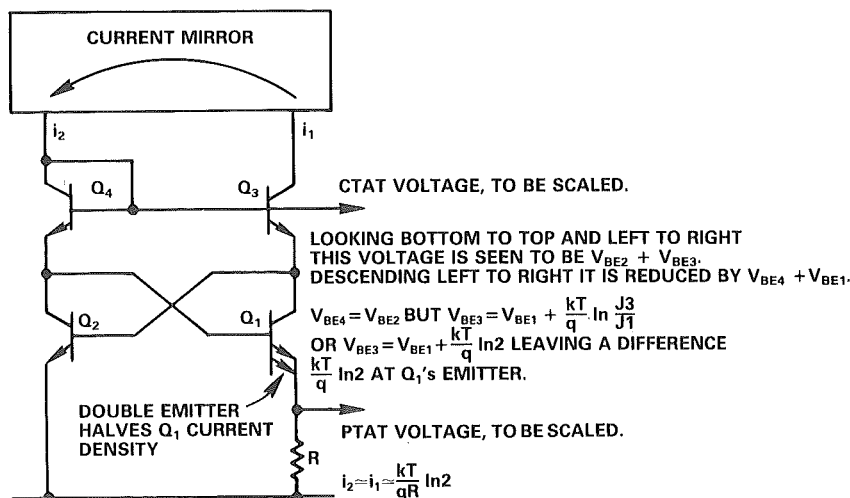 CURRENT MIRROR
i2
i1
Q4
Q3
CTAT VOLTAGE, TO BE SCALED.
LOOKING BOTTOM TO TOP AND LEFT TO RIGHT
THIS VOLTAGE IS SEEN TO BE VBE2 + VBE3.
DESCENDING LEFT TO RIGHT IT IS REDUCED BY VBE4 + VBE1.
Q2
Q1
VBE4 = VBE2 BUT VBE3 = VBE1 + kT/q ln J3/J1
OR VBE3 = VBE1 + kT/q ln2 LEAVING A DIFFERENCE
kT/q ln2 AT Q1's EMITTER.
DOUBLE EMITTER
HALVES Q1 CURRENT
DENSITY
PTAT VOLTAGE, TO BE SCALED.
R
i2≃i1≃ kT/qR ln2